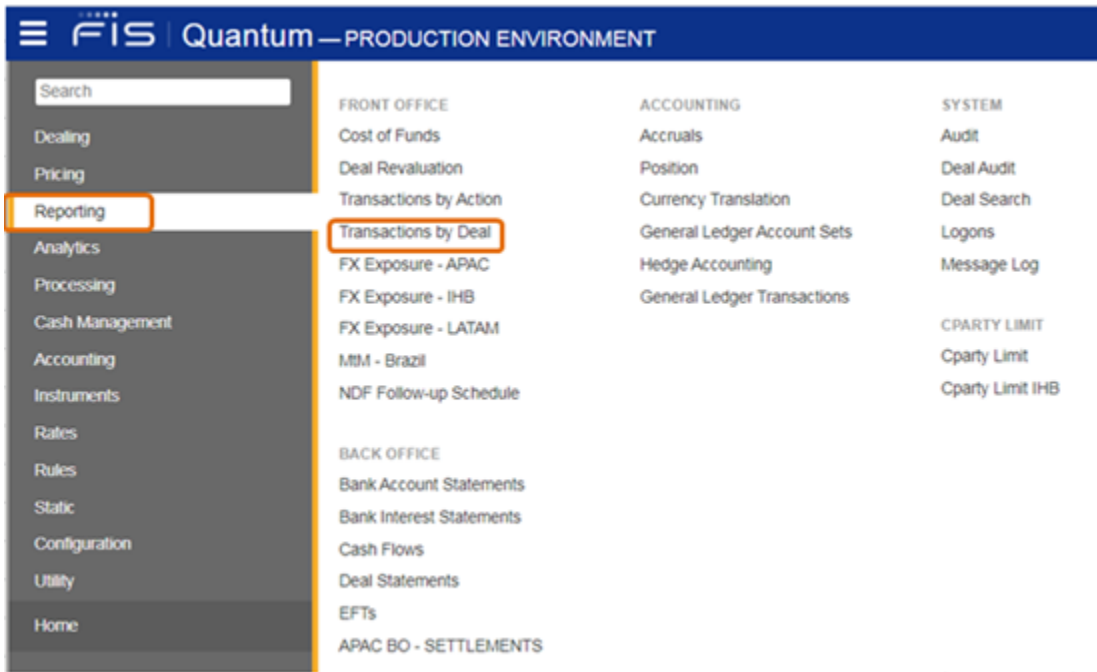 FIS Quantum — PRODUCTION ENVIRONMENT
Search
Dealing
Pricing
Reporting
Analytics
Processing
Cash Management
Accounting
Instruments
Rates
Rules
Static
Configuration
Utility
Home
FRONT OFFICE
Cost of Funds
Deal Revaluation
Transactions by Action
Transactions by Deal
FX Exposure - APAC
FX Exposure - IHB
FX Exposure - LATAM
MtM - Brazil
NDF Follow-up Schedule
BACK OFFICE
Bank Account Statements
Bank Interest Statements
Cash Flows
Deal Statements
EFTs
APAC BO - SETTLEMENTS
ACCOUNTING
Accruals
Position
Currency Translation
General Ledger Account Sets
Hedge Accounting
General Ledger Transactions
SYSTEM
Audit
Deal Audit
Deal Search
Logons
Message Log
CPARTY LIMIT
Cparty Limit
Cparty Limit IHB